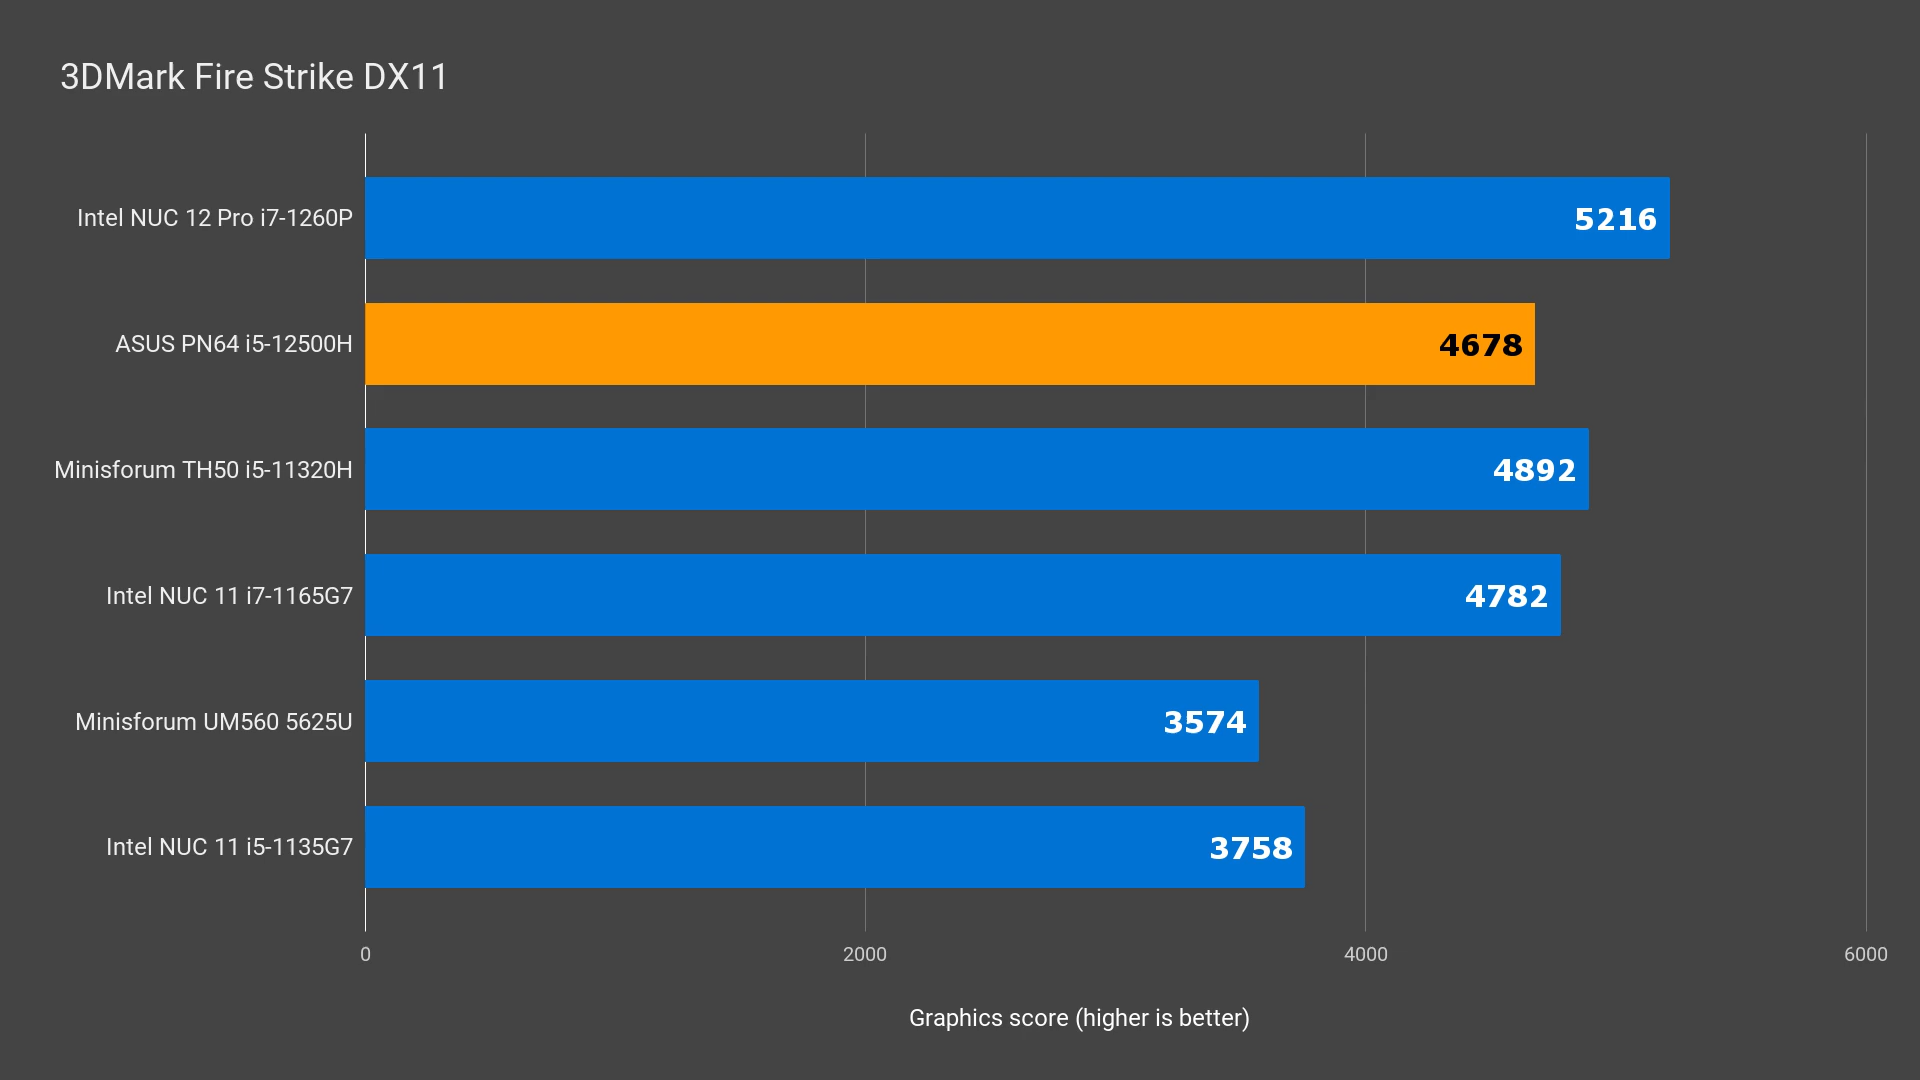 3DMark Fire Strike DX11
Intel NUC 12 Pro i7-1260P
5216
ASUS PN64 i5-12500H
4678
Minisforum TH50 i5-11320H
4892
Intel NUC 11 i7-1165G7
4782
Minisforum UM560 5625U
3574
Intel NUC 11 i5-1135G7
3758
0
2000
4000
6000
Graphics score (higher is better)